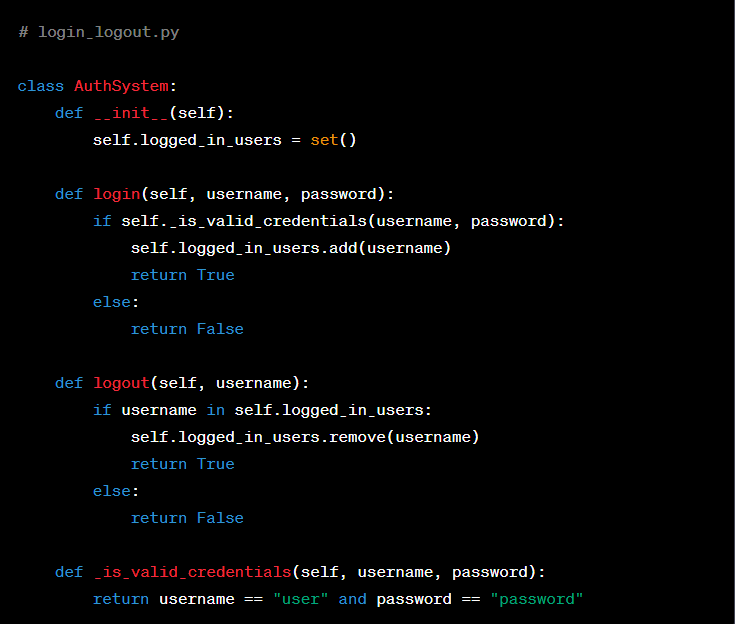 # login_logout.py

class AuthSystem:
    def __init__(self):
        self.logged_in_users = set()

    def login(self, username, password):
        if self._is_valid_credentials(username, password):
            self.logged_in_users.add(username)
            return True
        else:
            return False

    def logout(self, username):
        if username in self.logged_in_users:
            self.logged_in_users.remove(username)
            return True
        else:
            return False

    def _is_valid_credentials(self, username, password):
        return username == "user" and password == "password"